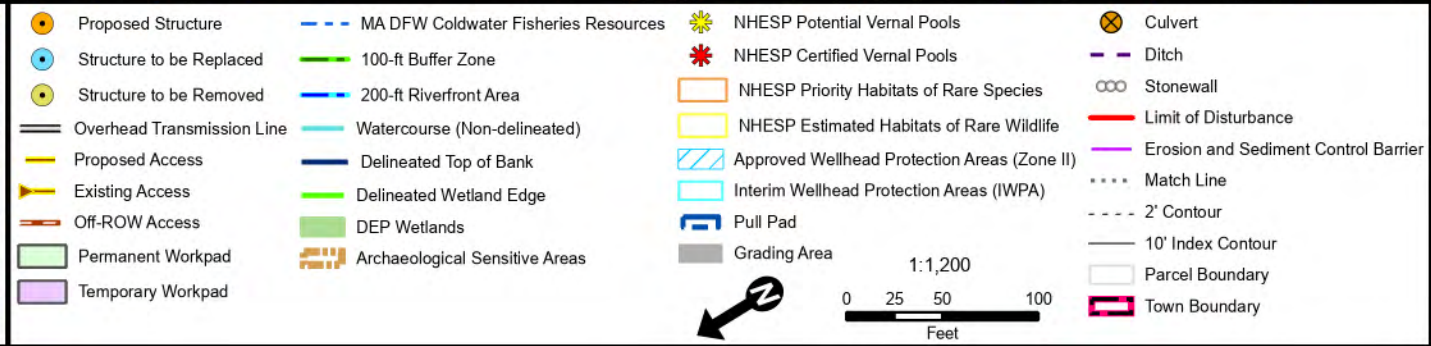 Proposed Structure
Structure to be Replaced
Structure to be Removed
Overhead Transmission Line
Proposed Access
Existing Access
Off-ROW Access
Permanent Workpad
Temporary Workpad
MA DFW Coldwater Fisheries Resources
100-ft Buffer Zone
200-ft Riverfront Area
Watercourse (Non-delineated)
Delineated Top of Bank
Delineated Wetland Edge
DEP Wetlands
Archaeological Sensitive Areas
NHESP Potential Vernal Pools
NHESP Certified Vernal Pools
NHESP Priority Habitats of Rare Species
NHESP Estimated Habitats of Rare Wildlife
Approved Wellhead Protection Areas (Zone II)
Interim Wellhead Protection Areas (IWPA)
Pull Pad
Grading Area
N
1:1,200
0 25 50 100
Feet
Culvert
Ditch
Stonewall
Limit of Disturbance
Erosion and Sediment Control Barrier
Match Line
2' Contour
10' Index Contour
Parcel Boundary
Town Boundary